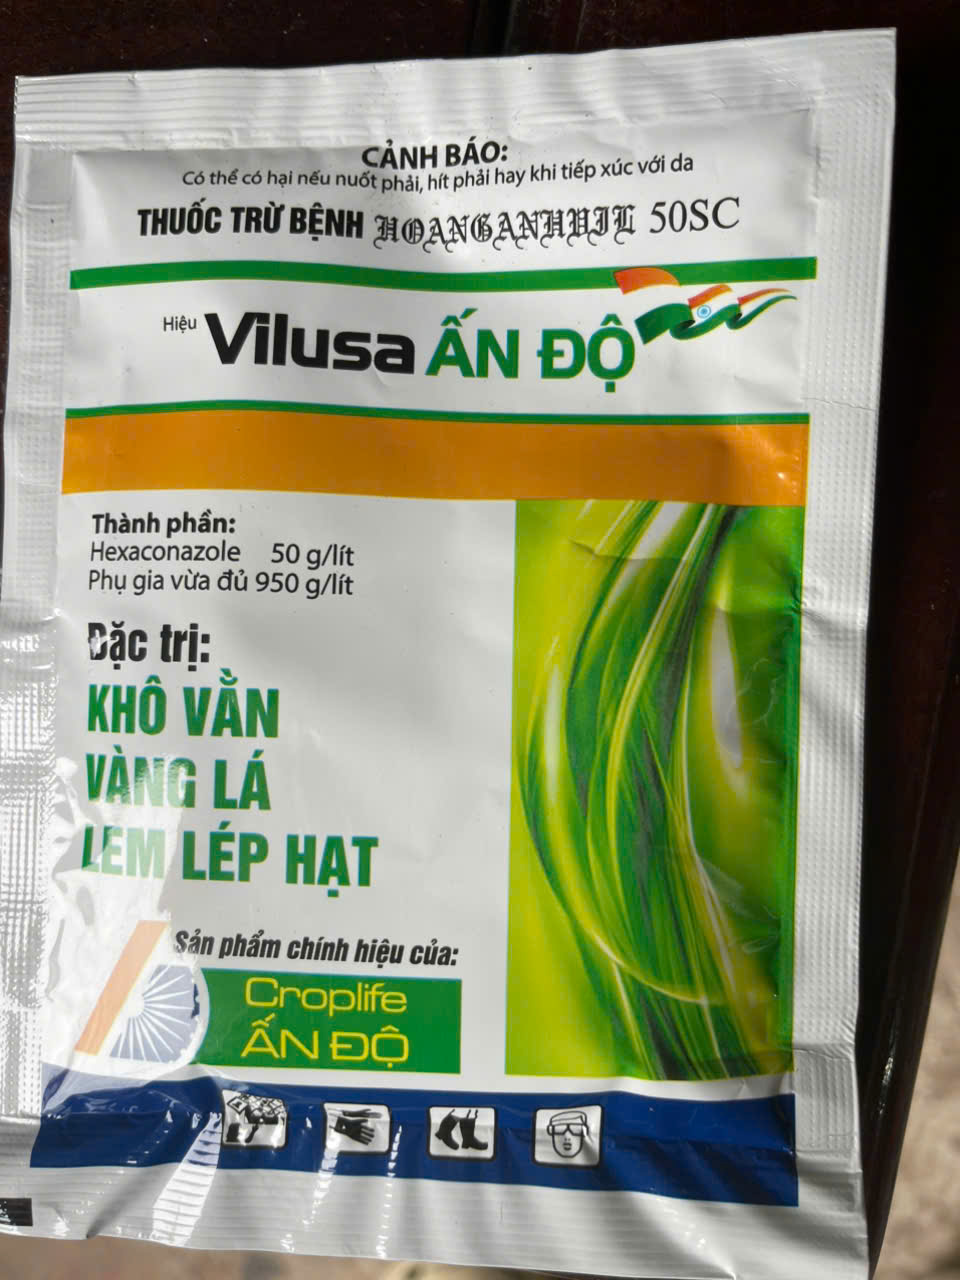 CẢNH BÁO:
Có thể có hại nếu nuốt phải, hít phải hay khi tiếp xúc với da
THUỐC TRỪ BỆNH HOANGANHVIL 50SC
Hiệu Vilusa ẤN ĐỘ
Thành phần:
Hexaconazole 50 g/lít
Phụ gia vừa đủ 950 g/lít
Đặc trị:
KHÔ VẰN
VÀNG LÁ
LEM LÉP HẠT
Sản phẩm chính hiệu của:
Croplife
ẤN ĐỘ